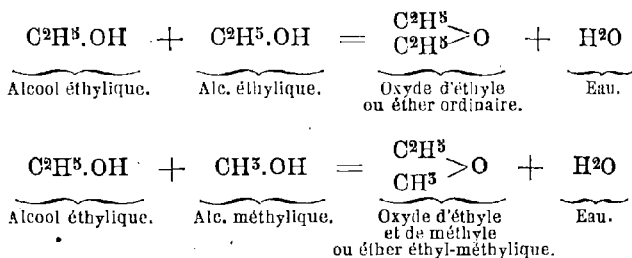 C²H⁵.OH + C²H⁵.OH = C²H⁵ C²H⁵ > O + H²O
Alcool éthylique. Alc. éthylique. Oxyde d'éthyle Eau.
ou éther ordinaire.
C²H⁵.OH + CH³.OH = C²H⁵ CH³ > O + H²O
Alcool éthylique. Alc. méthylique. Oxyde d'éthyle Eau.
et de méthyle
ou éther éthyl-méthylique.